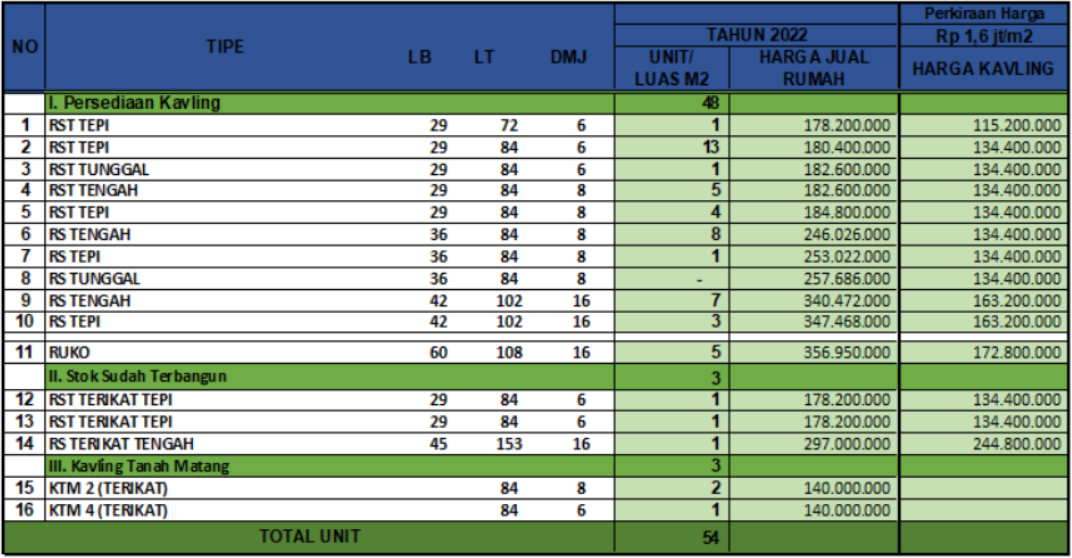 NO TIPE LB LT DMJ TAHUN 2022 Perkiraan Harga
UNIT/ LUAS M2 HARGA JUAL RUMAH Rp 1,6 jt/m2
HARGA KAVLING
I. Persediaan Kavling 48
1 RST TEPI 29 72 6 1 178.200.000 115.200.000
2 RST TEPI 29 84 6 13 180.400.000 134.400.000
3 RST TUNGGAL 29 84 6 1 182.600.000 134.400.000
4 RST TENGAH 29 84 8 5 182.600.000 134.400.000
5 RST TEPI 29 84 8 4 184.800.000 134.400.000
6 RS TENGAH 36 84 8 8 246.026.000 134.400.000
7 RS TEPI 36 84 8 1 253.022.000 134.400.000
8 RS TUNGGAL 36 84 8 - 257.686.000 134.400.000
9 RS TENGAH 42 102 16 7 340.472.000 163.200.000
10 RS TEPI 42 102 16 3 347.468.000 163.200.000
11 RUKO 60 108 16 5 356.950.000 172.800.000
II. Stok Sudah Terbangun 3
12 RST TERIKAT TEPI 29 84 6 1 178.200.000 134.400.000
13 RST TERIKAT TEPI 29 84 6 1 178.200.000 134.400.000
14 RS TERIKAT TENGAH 45 153 16 1 297.000.000 244.800.000
III. Kavling Tanah Matang 3
15 KTM 2 (TERIKAT) 84 8 2 140.000.000
16 KTM 4 (TERIKAT) 84 6 1 140.000.000
TOTAL UNIT 54